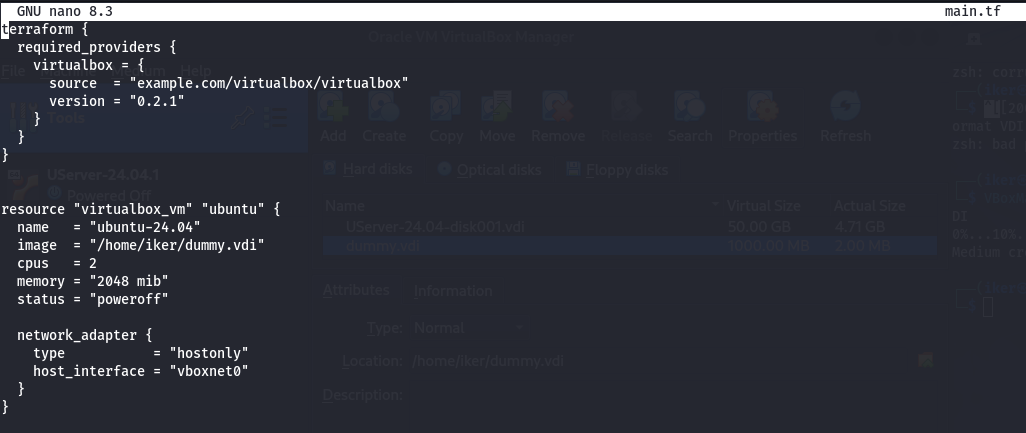 GNU nano 8.3 main.tf
terraform {
required_providers {
virtualbox = {
source = "example.com/virtualbox/virtualbox"
version = "0.2.1"
}
}
}
resource "virtualbox_vm" "ubuntu" {
name = "ubuntu-24.04"
image = "/home/iker/dummy.vdi"
cpus = 2
memory = "2048 mib"
status = "poweroff"
network_adapter {
type = "hostonly"
host_interface = "vboxnet0"
}
}
Oracle VM VirtualBox Manager
File Machine Medium Help
Tools
UServer-24.04.1
Powered Off
Add Create Copy Move Remove Release Search Properties Refresh
Hard disks Optical disks Floppy disks
Name Virtual Size Actual Size
UServer-24.04-disk001.vdi 50.00 GB 4.71 GB
dummy.vdi 1000.00 MB 2.00 MB
Attributes Information
Type: Normal
Location: /home/iker/dummy.vdi
Description:
zsh: corr
ormat VDI
zsh: bad
DI
0%...10%.
Medium cr